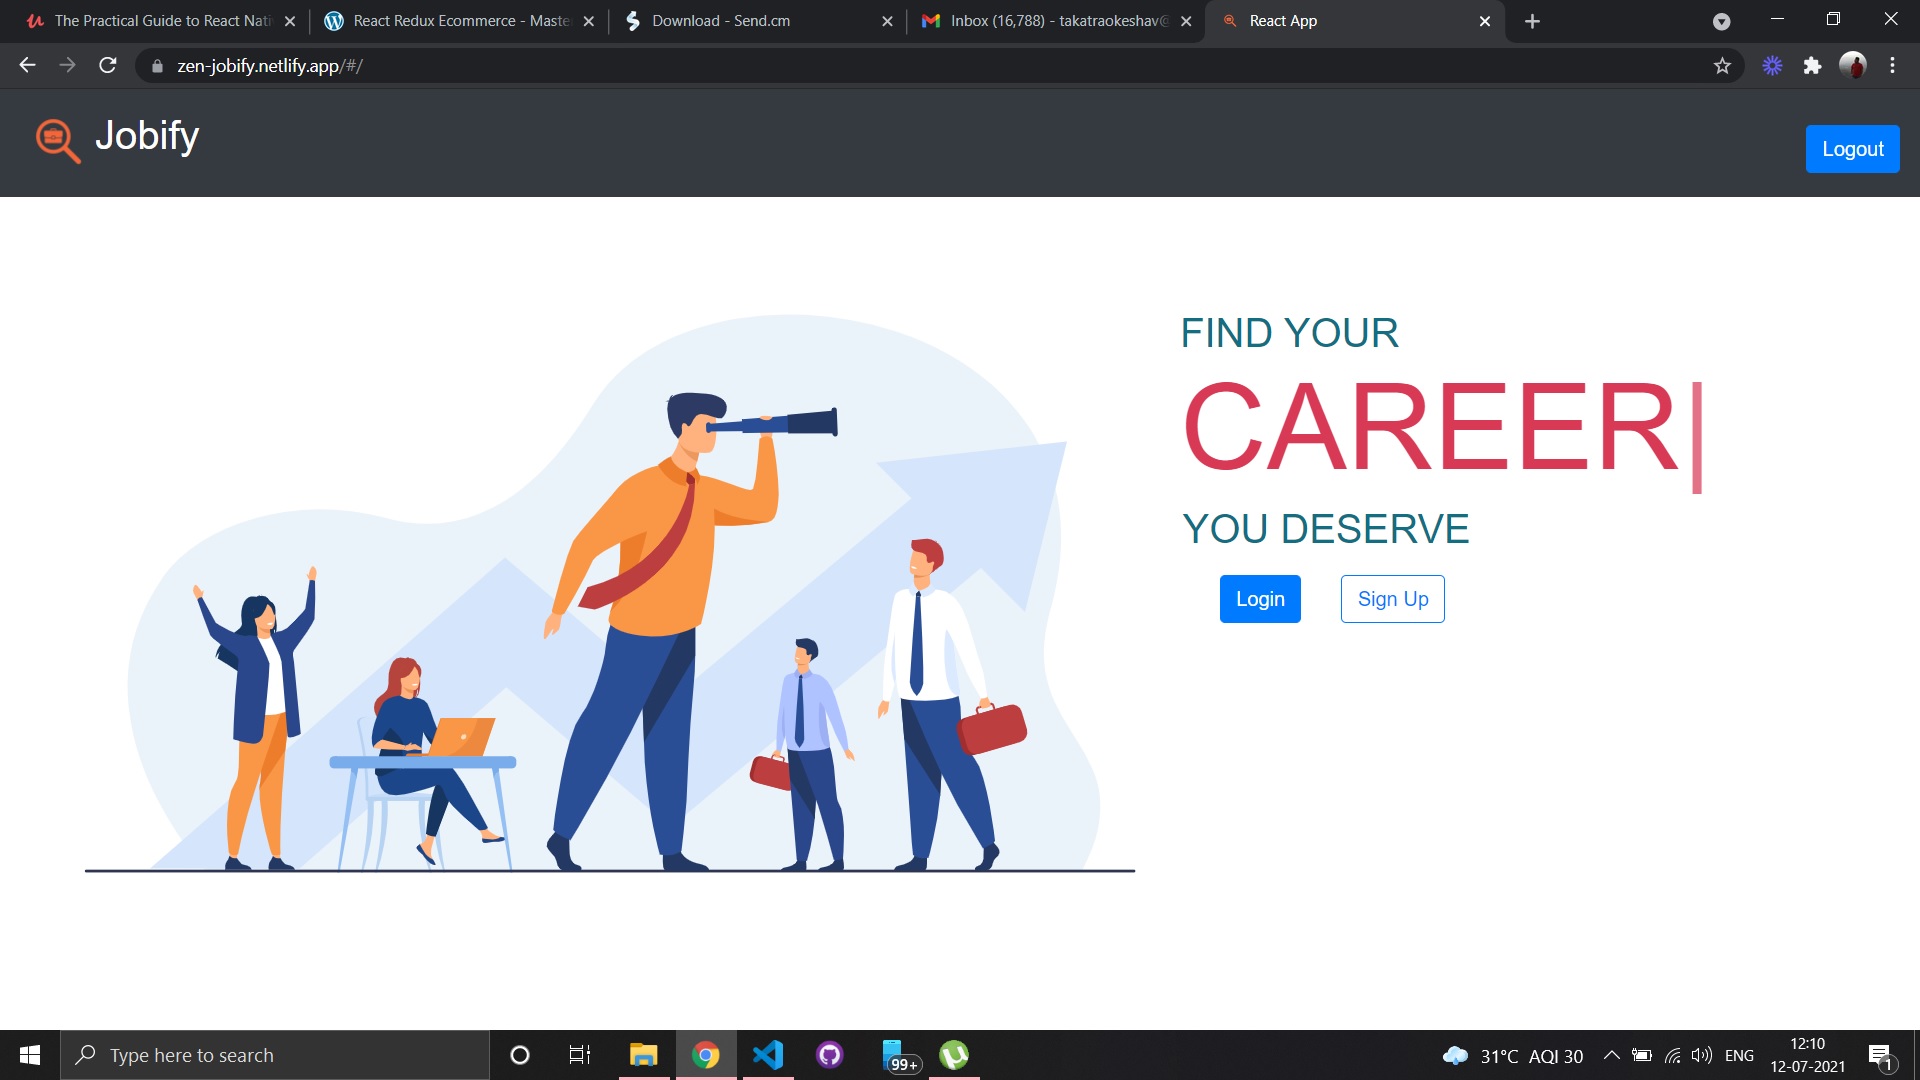 The Practical Guide to React Nati
React Redux Ecommerce - Maste
Download - Send.cm
Inbox (16,788) - takatraokeshav@
React App
zen-jobify.netlify.app/#/
Jobify
Logout
FIND YOUR
CAREER
YOU DESERVE
Login
Sign Up
Type here to search
99+
31°C AQI 30
ENG
12:10
12-07-2021
1